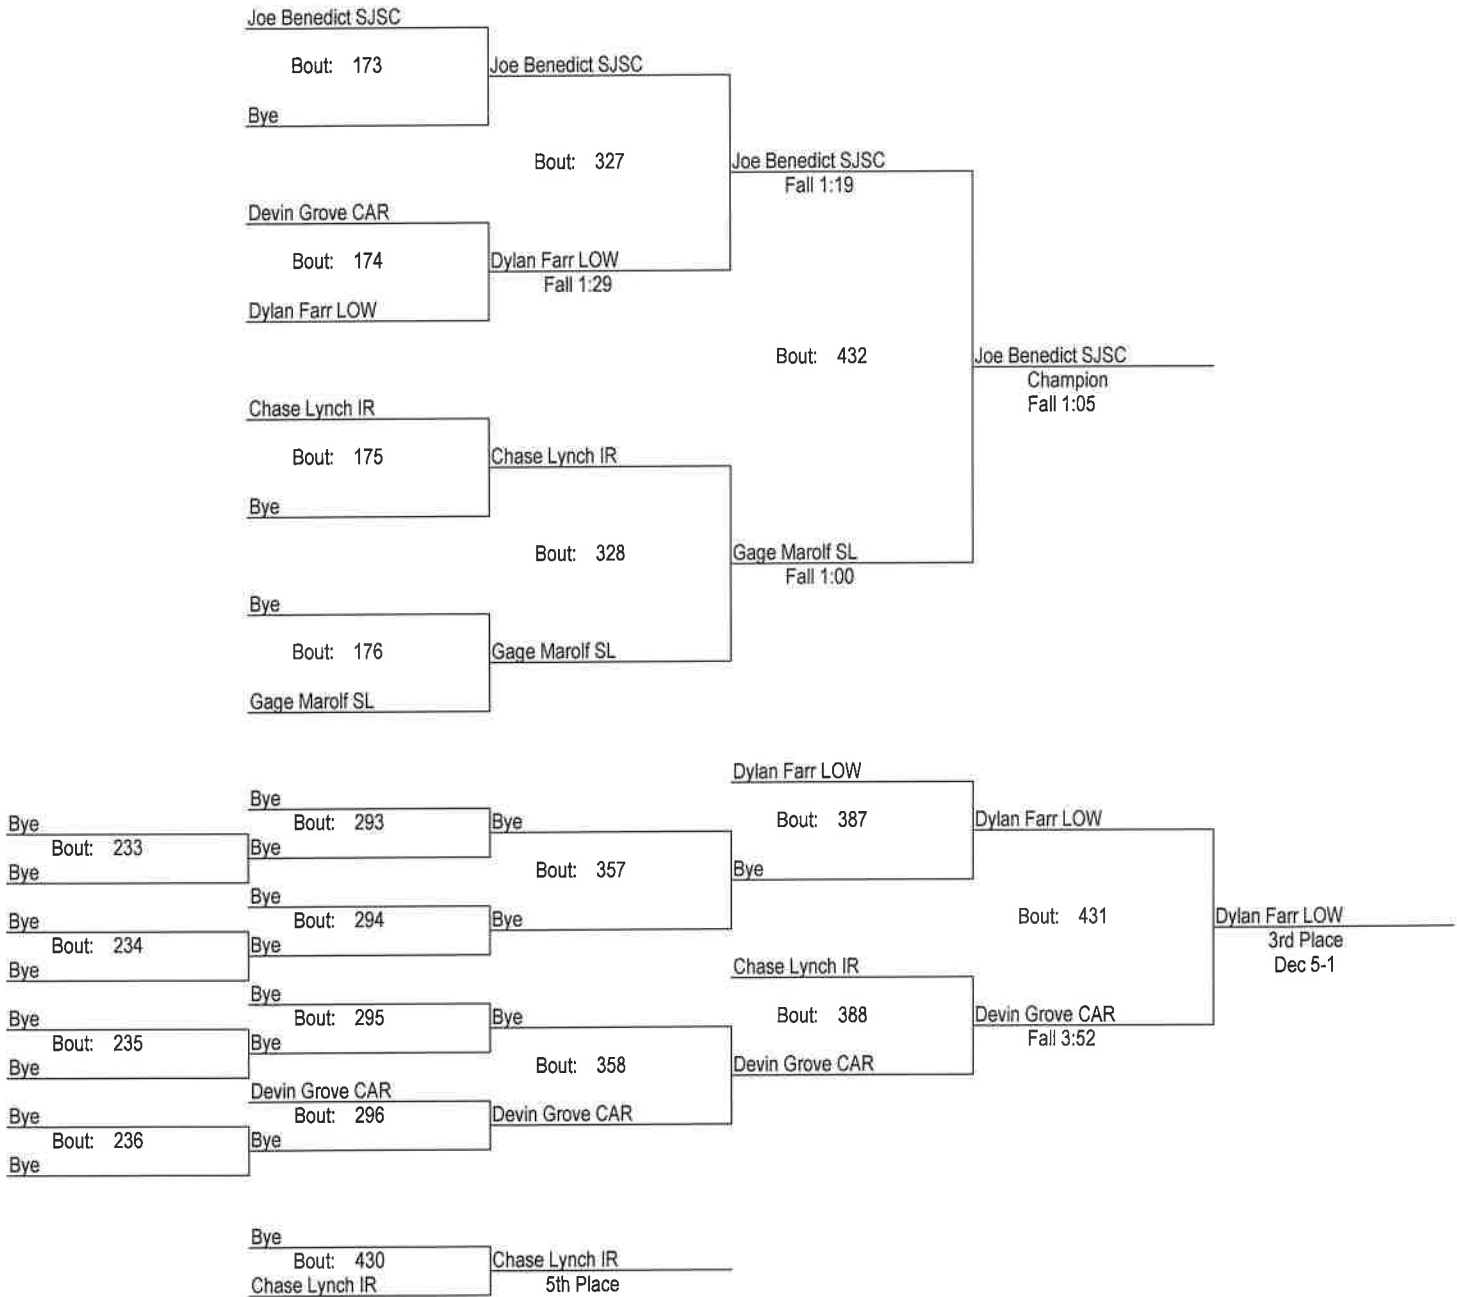 Joe Benedict SJSC
Bout: 173
Joe Benedict SJSC
Bye
Bout: 327
Joe Benedict SJSC
Fall 1:19
Devin Grove CAR
Bout: 174
Dylan Farr LOW
Fall 1:29
Dylan Farr LOW
Bout: 432
Joe Benedict SJSC
Champion
Fall 1:05
Chase Lynch IR
Bout: 175
Chase Lynch IR
Bye
Bout: 328
Gage Marolf SL
Fall 1:00
Bye
Bout: 176
Gage Marolf SL
Gage Marolf SL
Dylan Farr LOW
Bye
Bout: 293
Bye
Bout: 387
Dylan Farr LOW
Bye
Bout: 233
Bye
Bye
Bout: 357
Bye
Bye
Bout: 294
Bye
Bout: 431
Dylan Farr LOW
3rd Place
Dec 5-1
Bye
Bout: 234
Bye
Bye
Chase Lynch IR
Bye
Bout: 295
Bye
Bout: 388
Devin Grove CAR
Fall 3:52
Bye
Bout: 235
Bye
Bye
Bout: 358
Devin Grove CAR
Devin Grove CAR
Bout: 296
Devin Grove CAR
Bye
Bout: 236
Bye
Bye
Bye
Bout: 430
Chase Lynch IR
Chase Lynch IR
5th Place